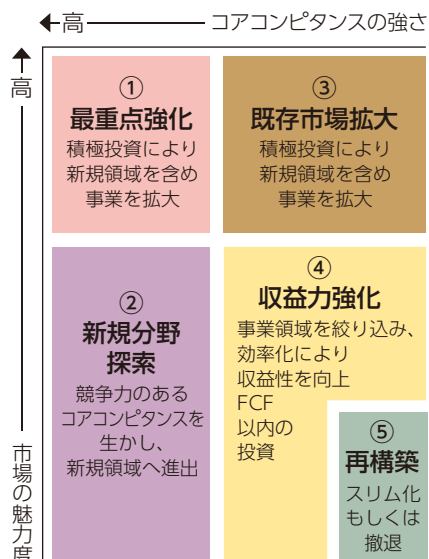 高
コアコンピタンスの強さ
高
市場の魅力度
①
最重点強化
積極投資により
新規領域を含め
事業を拡大
③
既存市場拡大
積極投資により
新規領域を含め
事業を拡大
②
新規分野
探索
競争力のある
コアコンピタンスを
生かし、
新規領域へ進出
④
収益力強化
事業領域を絞り込み、
効率化により
収益性を向上
FCF
以内の
投資
⑤
再構築
スリム化
もしくは
撤退